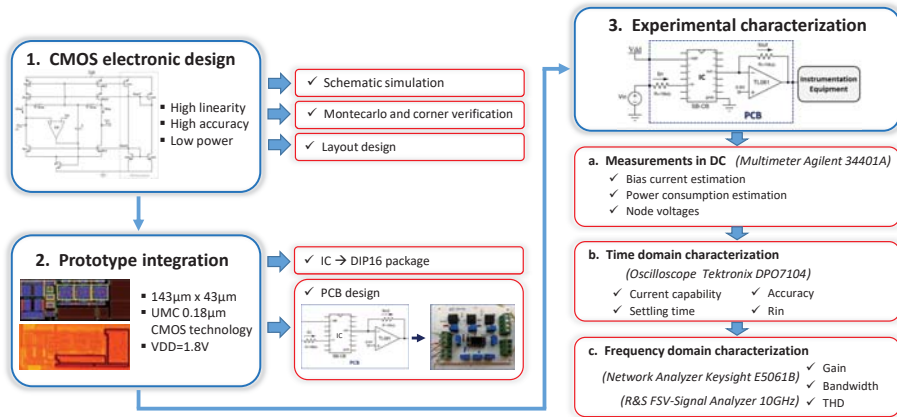 1. CMOS electronic design
High linearity
High accuracy
Low power
✓ Schematic simulation
✓ Montecarlo and corner verification
✓ Layout design
2. Prototype integration
143µm x 43µm
UMC 0.18µm
CMOS technology
VDD=1.8V
✓ IC → DIP16 package
✓ PCB design
IC
PCB
3. Experimental characterization
Vdd
Vin
IC
TL081
SB-CB
PCB
Instrumentation
Equipment
a. Measurements in DC (Multimeter Agilent 34401A)
✓ Bias current estimation
✓ Power consumption estimation
✓ Node voltages
b. Time domain characterization
(Oscilloscope Tektronix DPO7104)
✓ Current capability ✓ Accuracy
✓ Settling time ✓ Rin
c. Frequency domain characterization
(Network Analyzer Keysight E5061B)
(R&S FSV-Signal Analyzer 10GHz)
✓ Gain
✓ Bandwidth
✓ THD